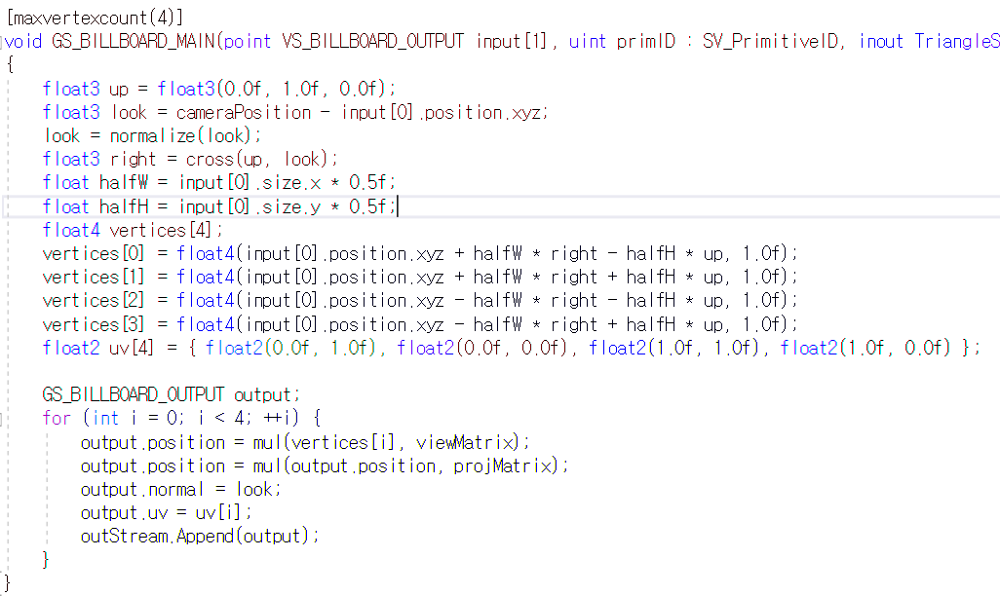 [maxvertexcount(4)]
void GS_BILLBOARD_MAIN(point VS_BILLBOARD_OUTPUT input[1], uint primID : SV_PrimitiveID, inout TriangleS
{
float3 up = float3(0.0f, 1.0f, 0.0f);
float3 look = cameraPosition - input[0].position.xyz;
look = normalize(look);
float3 right = cross(up, look);
float halfW = input[0].size.x * 0.5f;
float halfH = input[0].size.y * 0.5f;
float4 vertices[4];
vertices[0] = float4(input[0].position.xyz + halfW * right - halfH * up, 1.0f);
vertices[1] = float4(input[0].position.xyz + halfW * right + halfH * up, 1.0f);
vertices[2] = float4(input[0].position.xyz - halfW * right - halfH * up, 1.0f);
vertices[3] = float4(input[0].position.xyz - halfW * right + halfH * up, 1.0f);
float2 uv[4] = { float2(0.0f, 1.0f), float2(0.0f, 0.0f), float2(1.0f, 1.0f), float2(1.0f, 0.0f) };
GS_BILLBOARD_OUTPUT output;
for (int i = 0; i < 4; ++i) {
output.position = mul(vertices[i], viewMatrix);
output.position = mul(output.position, projMatrix);
output.normal = look;
output.uv = uv[i];
outStream.Append(output);
}
}